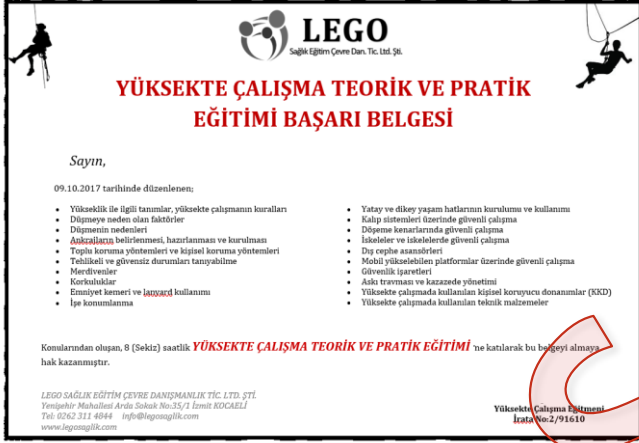 LEGO
Sağlık Eğitim Çevre Dan. Tic. Ltd. Şti.
YÜKSEKTE ÇALIŞMA TEORİK VE PRATİK
EĞİTİMİ BAŞARI BELGESİ
Sayın,
09.10.2017 tarihinde düzenlenen;
• Yükseklik ile ilgili tanımlar, yüksekte çalışmanın kuralları
• Düşmeye neden olan faktörler
• Düşmenin nedenleri
• Ankrajların belirlenmesi, hazırlanması ve kurulması
• Toplu koruma yöntemleri ve kişisel koruma yöntemleri
• Tehlikeli ve güvensiz durumları tanıyabilme
• Merdivenler
• Korkuluklar
• Emniyet kemeri ve lanyard kullanımı
• İşe konumlanma
• Yatay ve dikey yaşam hatlarının kurulumu ve kullanımı
• Kalıp sistemleri üzerinde güvenli çalışma
• Döşeme kenarlarında güvenli çalışma
• İskeleler ve iskelelerde güvenli çalışma
• Dış cephe asansörleri
• Mobil yükselebilen platformlar üzerinde güvenli çalışma
• Güvenlik işaretleri
• Askı travması ve kazazede yönetimi
• Yüksekte çalışmada kullanılan kişisel koruyucu donanımlar (KKD)
• Yüksekte çalışmada kullanılan teknik malzemeler
Konularından oluşan, 8 (Sekiz) saatlik YÜKSEKTE ÇALIŞMA TEORİK VE PRATİK EĞİTİMİ 'ne katılarak bu belgeyi almaya
hak kazanmıştır.
LEGO SAĞLIK EĞİTİM ÇEVRE DANIŞMANLIK TİC. LTD. ŞTİ.
Yenişehir Mahallesi Arda Sokak No:35/1 İzmit KOCAELİ
Tel: 0262 311 4844 info@legosaglik.com
www.legosaglik.com
Yüksekte Çalışma Eğitmeni
İrata No:2/91610